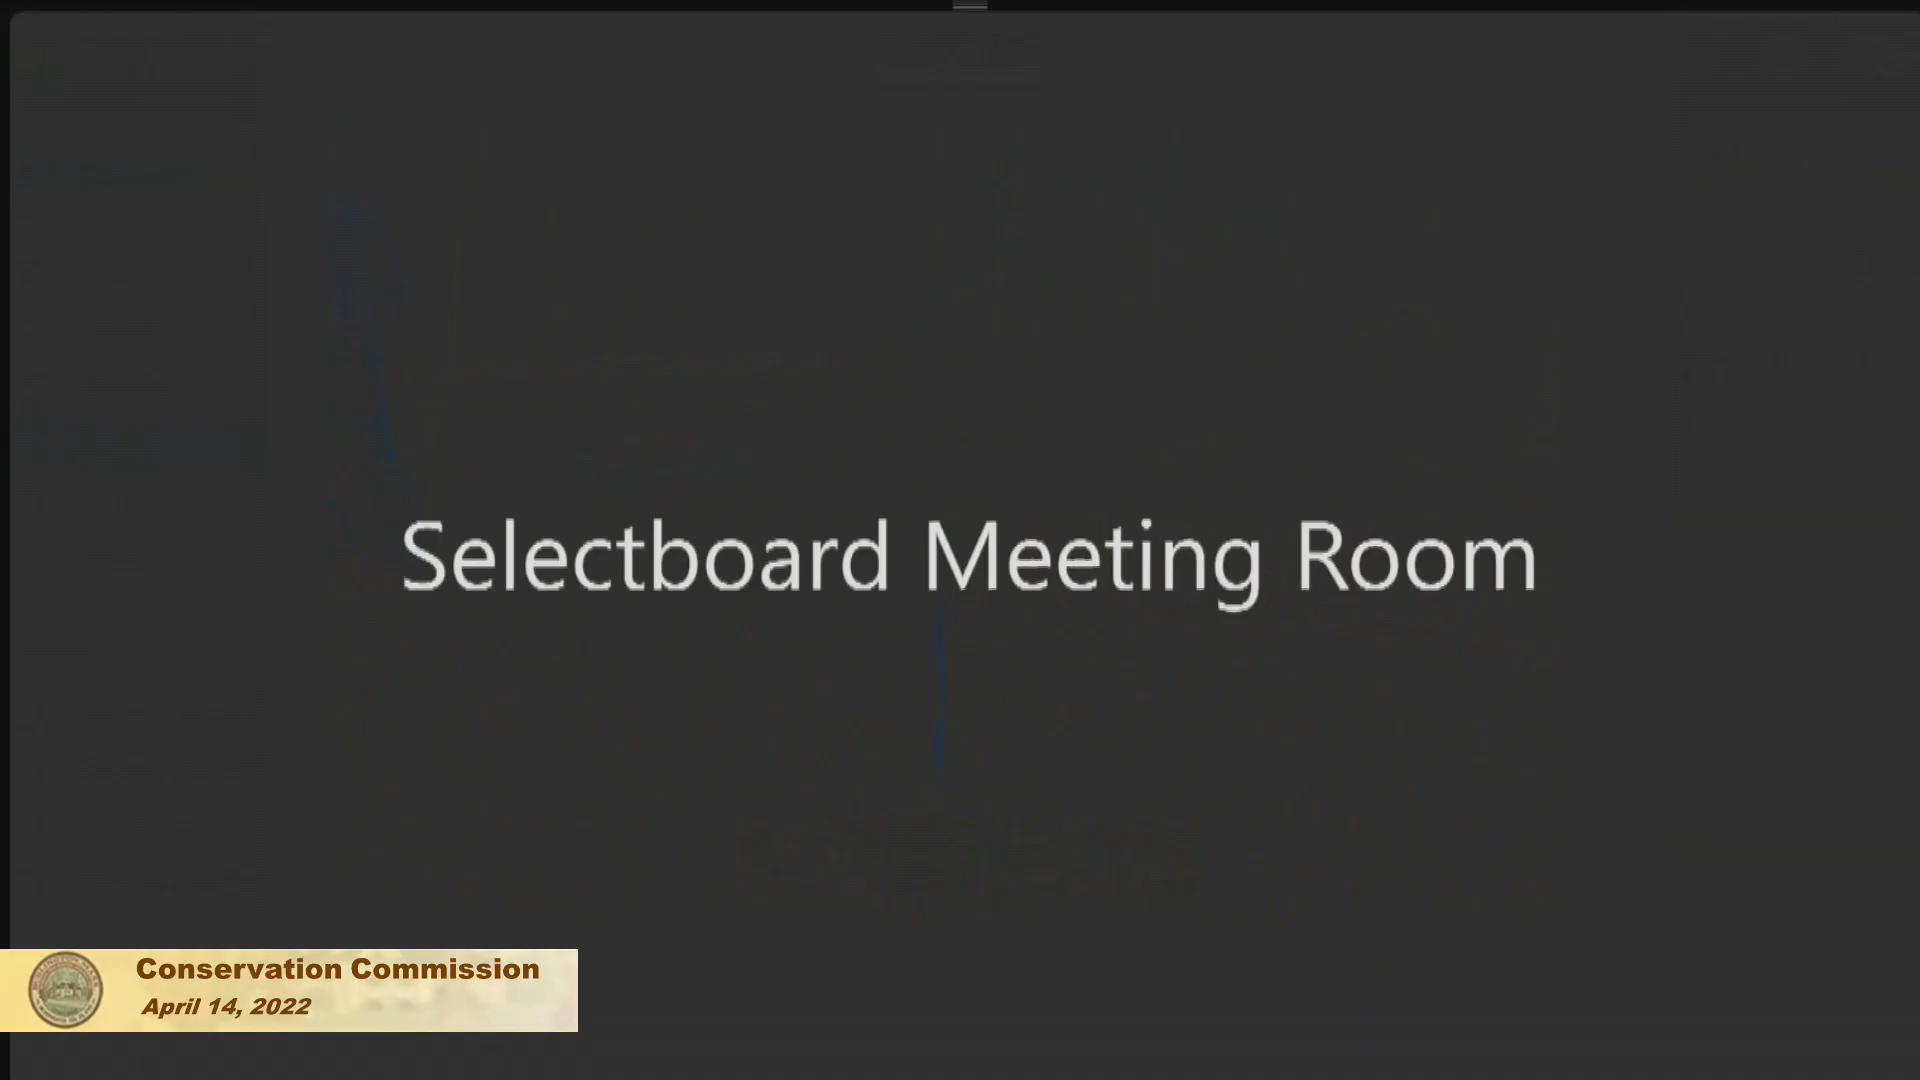 Selectboard Meeting Room
Conservation Commission
April 14, 2022